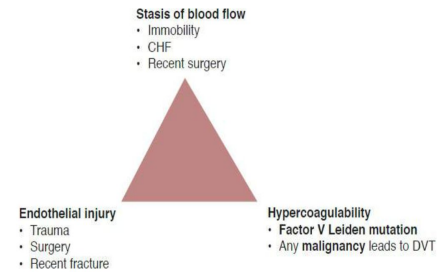 Stasis of blood flow
• Immobility
• CHF
• Recent surgery
Endothelial injury
• Trauma
• Surgery
• Recent fracture
Hypercoagulability
• Factor V Leiden mutation
• Any malignancy leads to DVT